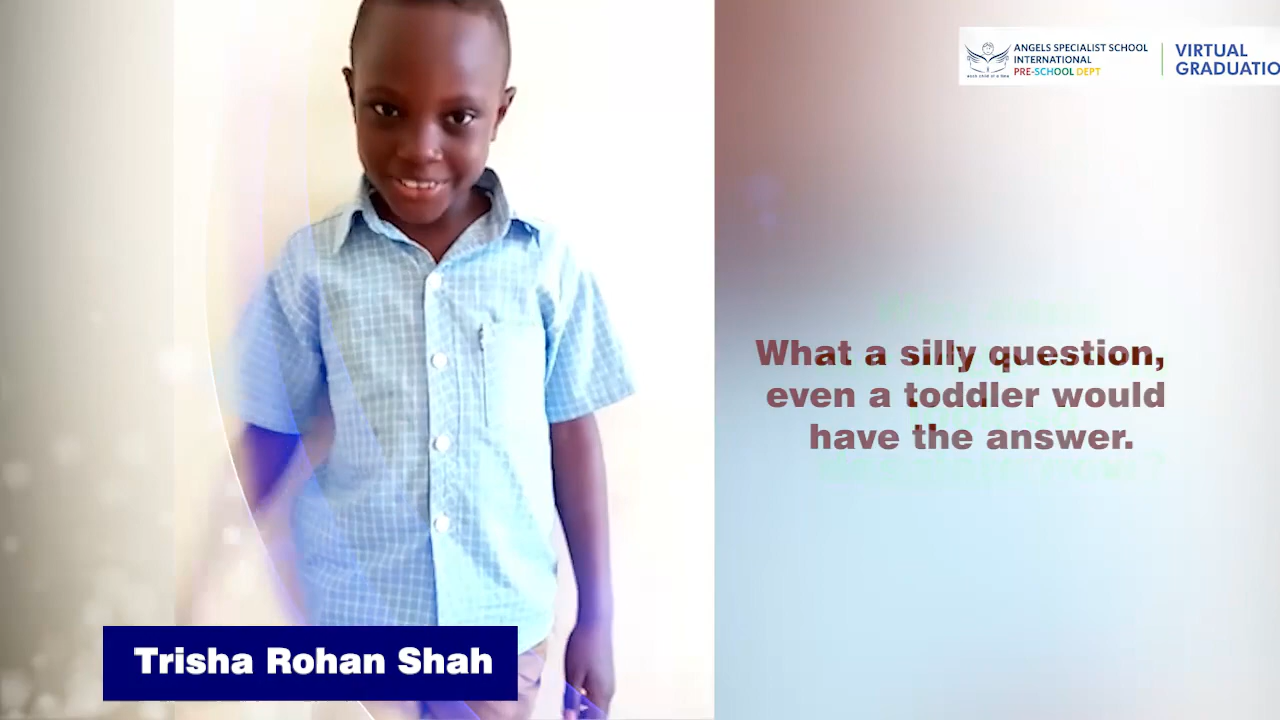 ANGELS SPECIALIST SCHOOL
INTERNATIONAL
PRE-SCHOOL DEPT
VIRTUAL
GRADUATIO
What a silly question,
even a toddler would
have the answer.
Trisha Rohan Shah